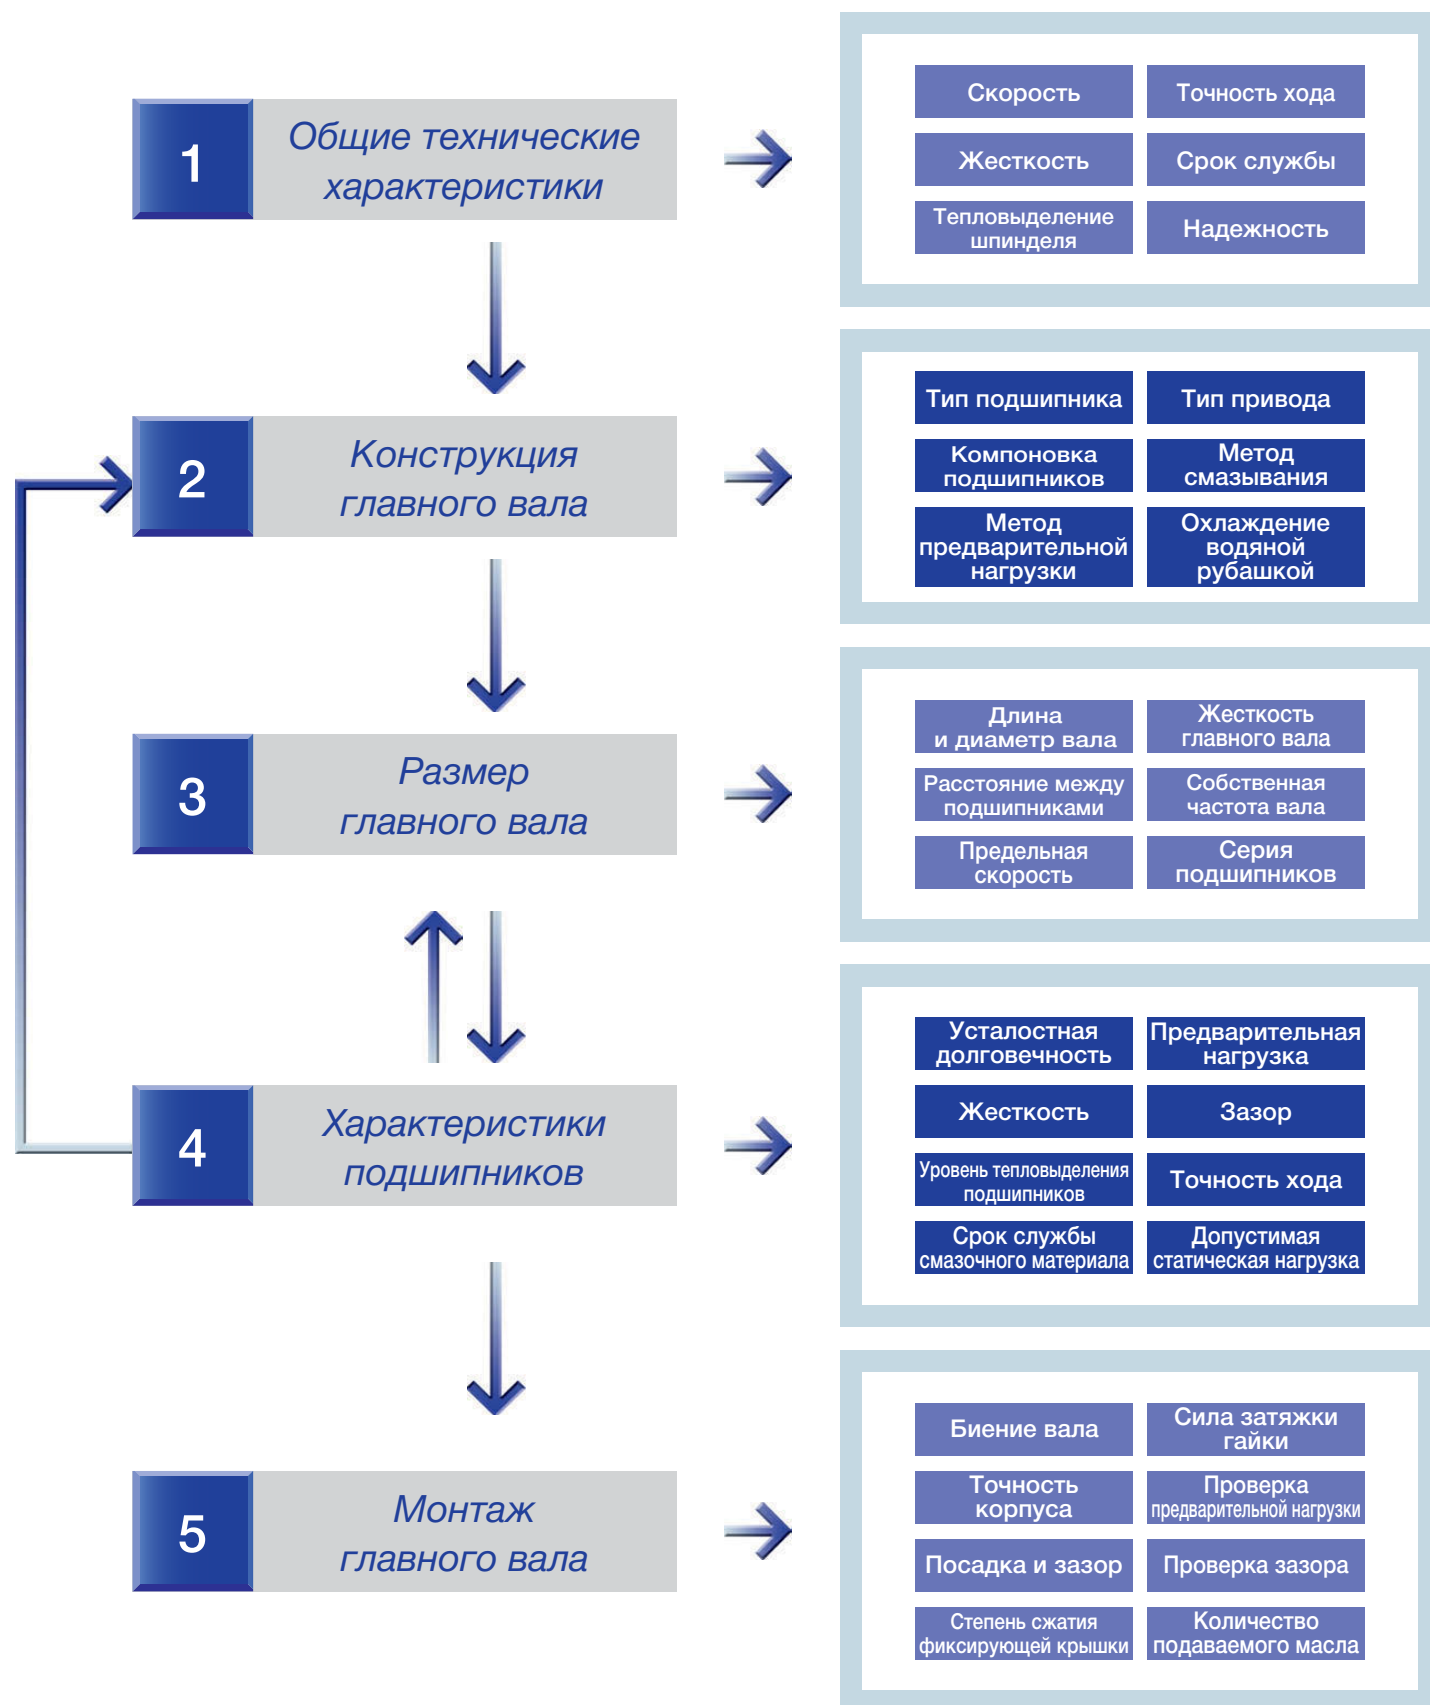 1
Общие технические
характеристики
Скорость
Точность хода
Жесткость
Срок службы
Тепловыделение
шпинделя
Надежность
2
Конструкция
главного вала
Тип подшипника
Тип привода
Компоновка
подшипников
Метод
смазывания
Метод
предварительной
нагрузки
Охлаждение
водяной
рубашкой
3
Размер
главного вала
Длина
и диаметр вала
Жесткость
главного вала
Расстояние между
подшипниками
Собственная
частота вала
Предельная
скорость
Серия
подшипников
4
Характеристики
подшипников
Усталостная
долговечность
Предварительная
нагрузка
Жесткость
Зазор
Уровень тепловыделения
подшипников
Точность хода
Срок службы
смазочного материала
Допустимая
статическая нагрузка
5
Монтаж
главного вала
Биение вала
Сила затяжки
гайки
Точность
корпуса
Проверка
предварительной нагрузки
Посадка и зазор
Проверка зазора
Степень сжатия
фиксирующей крышки
Количество
подаваемого масла